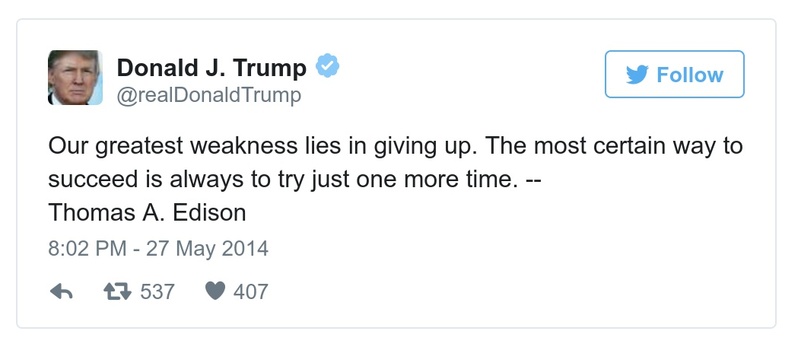 Donald J. Trump
@realDonaldTrump
Follow
Our greatest weakness lies in giving up. The most certain way to
succeed is always to try just one more time. --
Thomas A. Edison
8:02 PM - 27 May 2014
537 407